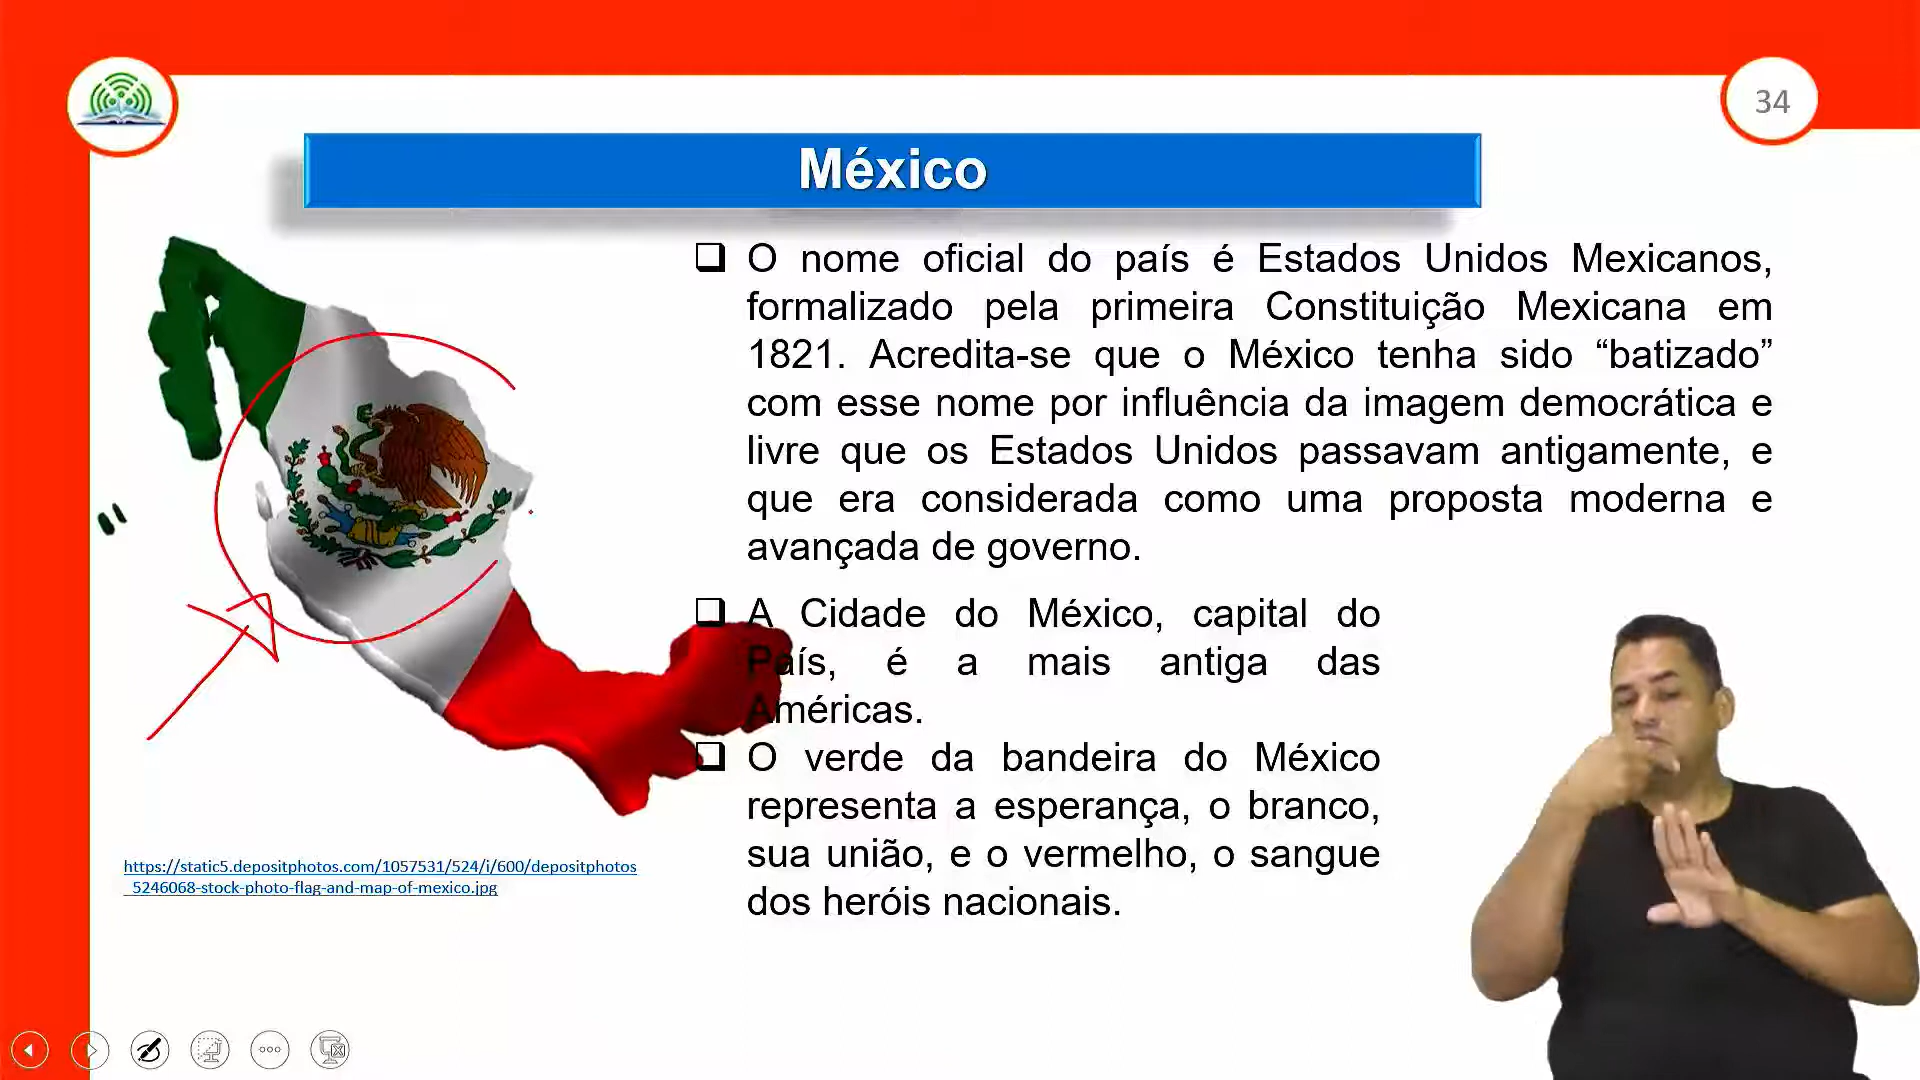 34
México
O nome oficial do país é Estados Unidos Mexicanos,
formalizado pela primeira Constituição Mexicana em
1821. Acredita-se que o México tenha sido “batizado”
com esse nome por influência da imagem democrática e
livre que os Estados Unidos passavam antigamente, e
que era considerada como uma proposta moderna e
avançada de governo.
A Cidade do México, capital do
País, é a mais antiga das
Américas.
O verde da bandeira do México
representa a esperança, o branco,
sua união, e o vermelho, o sangue
dos heróis nacionais.
https://static5.depositphotos.com/1057531/524/i/600/depositphotos
_5246068-stock-photo-flag-and-map-of-mexico.jpg